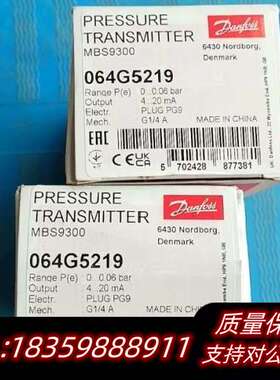 PRESSURE
TRANSMITTER
MBS9300
Danfoss
6430 Nordborg,
Denmark
064G5219
Range P(e) 0...0.06 bar
Output 4...20 mA
Electr. PLUG PG9
Mech. G1/4 A MADE IN CHINA
EAC CE UKCA
5 702428 877381
PRESSURE
TRANSMITTER
MBS9300
Danfoss
6430 Nordborg,
Denmark
064G5219
Range P(e) 0...0.06 bar
Output 4...20 mA
Electr. PLUG PG9
Mech. G1/4 A MADE IN CHINA
质量保
:18359888911
支持对公